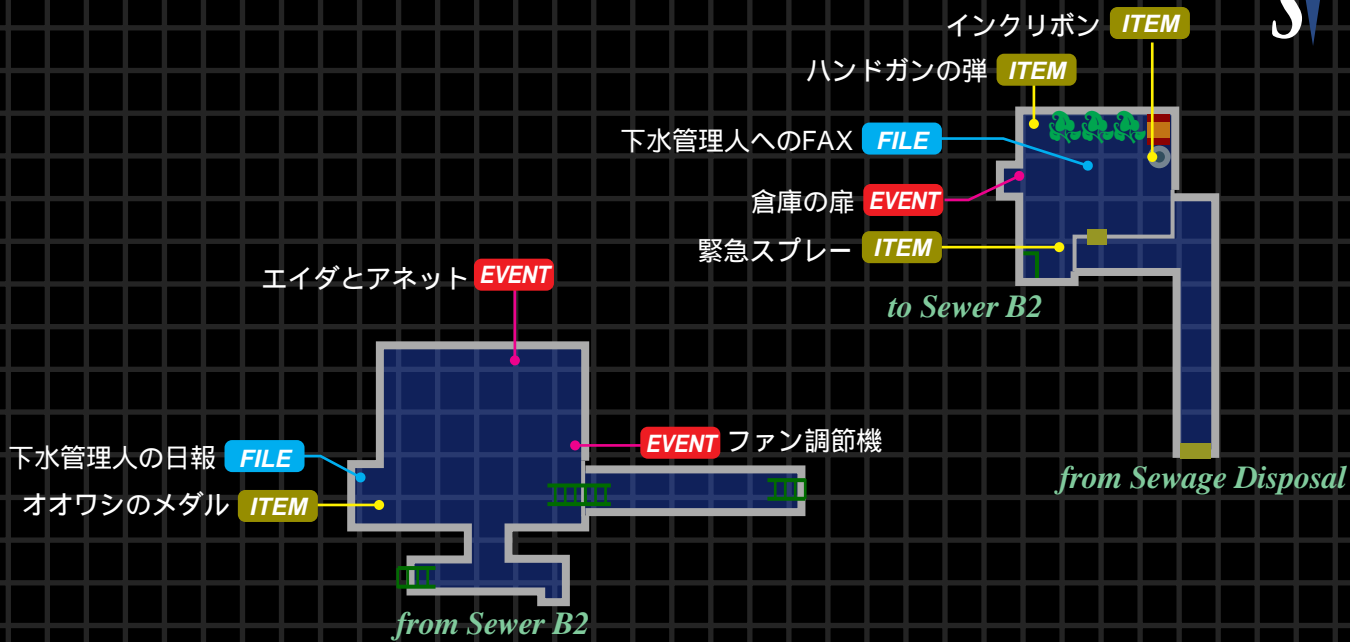 インクリボン ITEM
ハンドガンの弾 ITEM
下水管理人へのFAX FILE
倉庫の扉 EVENT
緊急スプレー ITEM
to Sewer B2
from Sewage Disposal
エイダとアネット EVENT
EVENT ファン調節機
下水管理人の日報 FILE
オオワシのメダル ITEM
from Sewer B2